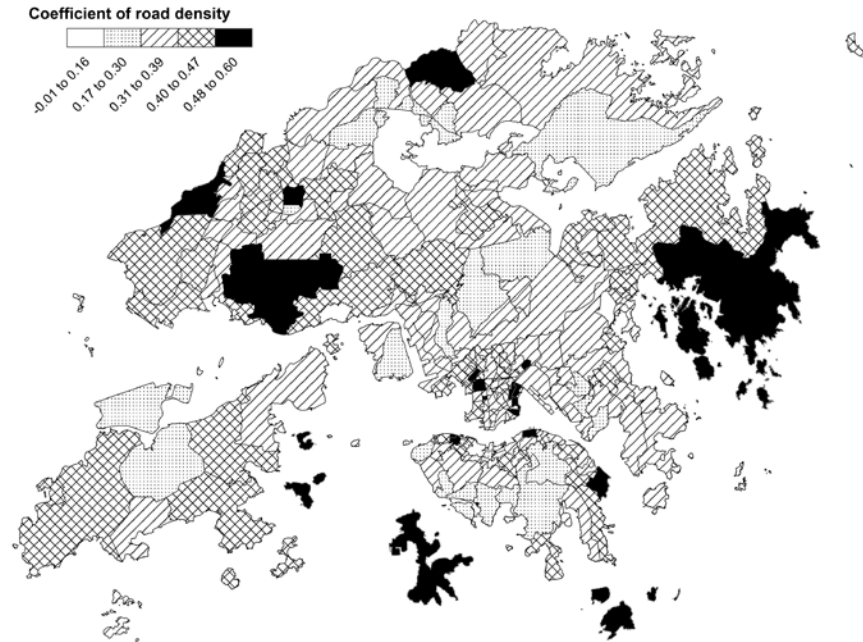 Coefficient of road density
-0.01 to 0.16
0.17 to 0.30
0.31 to 0.39
0.40 to 0.47
0.48 to 0.60